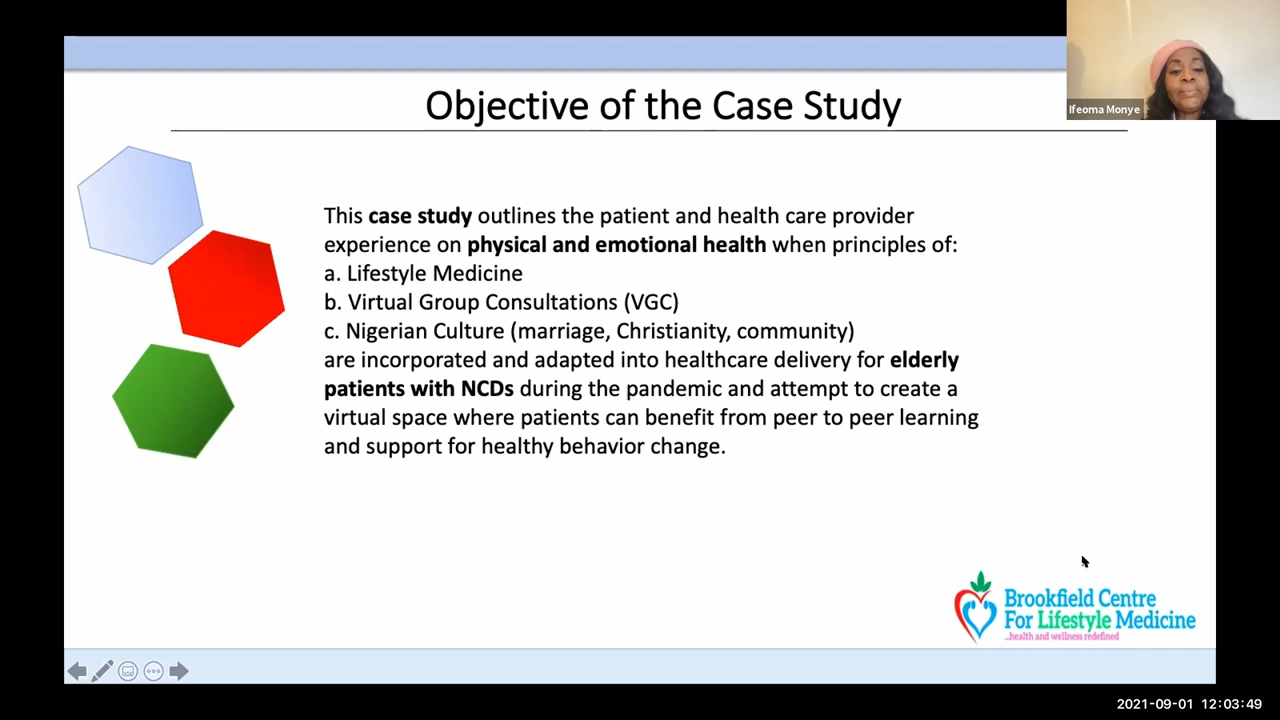 Objective of the Case Study
Ifeoma Monye
This case study outlines the patient and health care provider
experience on physical and emotional health when principles of:
a. Lifestyle Medicine
b. Virtual Group Consultations (VGC)
c. Nigerian Culture (marriage, Christianity, community)
are incorporated and adapted into healthcare delivery for elderly
patients with NCDs during the pandemic and attempt to create a
virtual space where patients can benefit from peer to peer learning
and support for healthy behavior change.
Brookfield Centre
For Lifestyle Medicine
...health and wellness redefined
2021-09-01 12:03:49